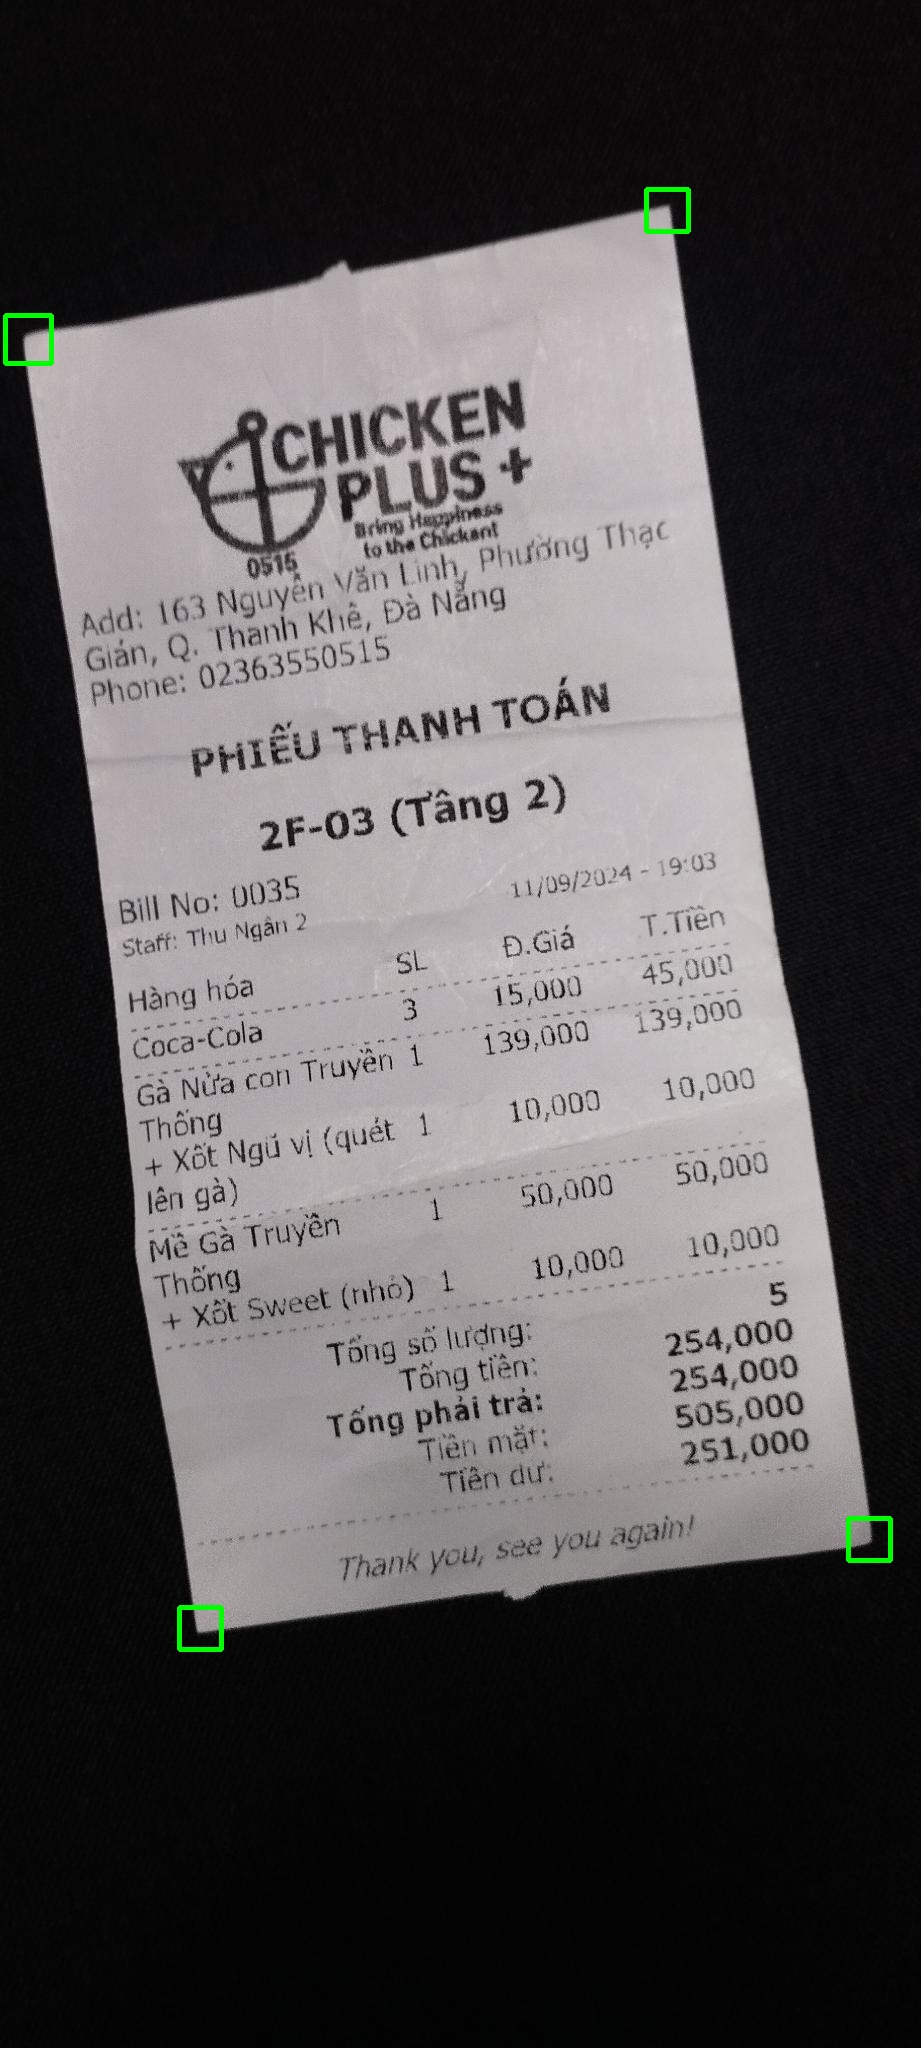 CHICKEN
PLUS +
Bring Happiness
to the Chickent
0515
Add: 163 Nguyễn Văn Linh, Phường Thạc
Gián, Q. Thanh Khê, Đà Nẵng
Phone: 02363550515
PHIẾU THANH TOÁN
2F-03 (Tầng 2)
Bill No: 0035 11/09/2024 - 19:03
Staff: Thu Ngân 2
Hàng hóa SL Đ.Giá T.Tiền
Coca-Cola 3 15,000 45,000
Gà Nửa con Truyền 1 139,000 139,000
Thống
+ Xốt Ngũ vị (quét 1 10,000 10,000
lên gà)
Mề Gà Truyền 1 50,000 50,000
Thống
+ Xốt Sweet (nhỏ) 1 10,000 10,000
Tổng số lượng: 5
Tổng tiền: 254,000
Tổng phải trả: 254,000
Tiền mặt: 505,000
Tiền dư: 251,000
Thank you, see you again!